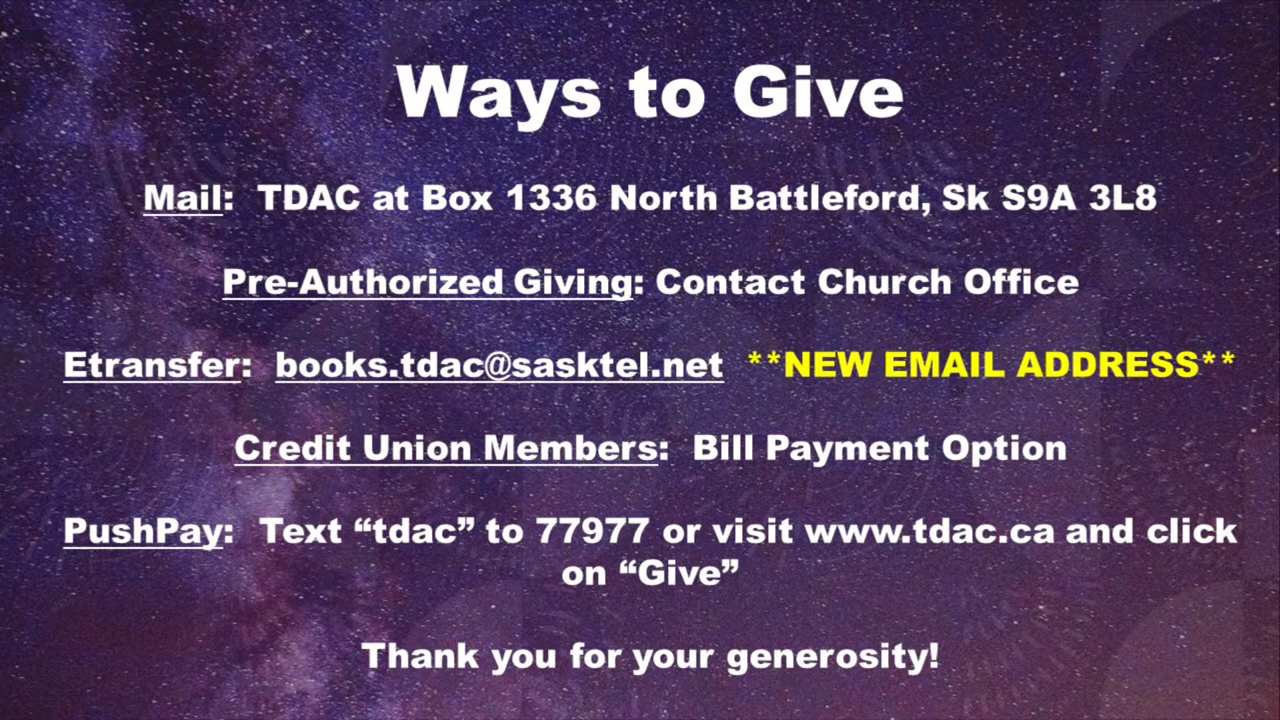 Ways to Give
Mail:  TDAC at Box 1336 North Battleford, Sk S9A 3L8
Pre-Authorized Giving: Contact Church Office
Etransfer:  books.tdac@sasktel.net  **NEW EMAIL ADDRESS**
Credit Union Members:  Bill Payment Option
PushPay:  Text “tdac” to 77977 or visit www.tdac.ca and click
on “Give”
Thank you for your generosity!